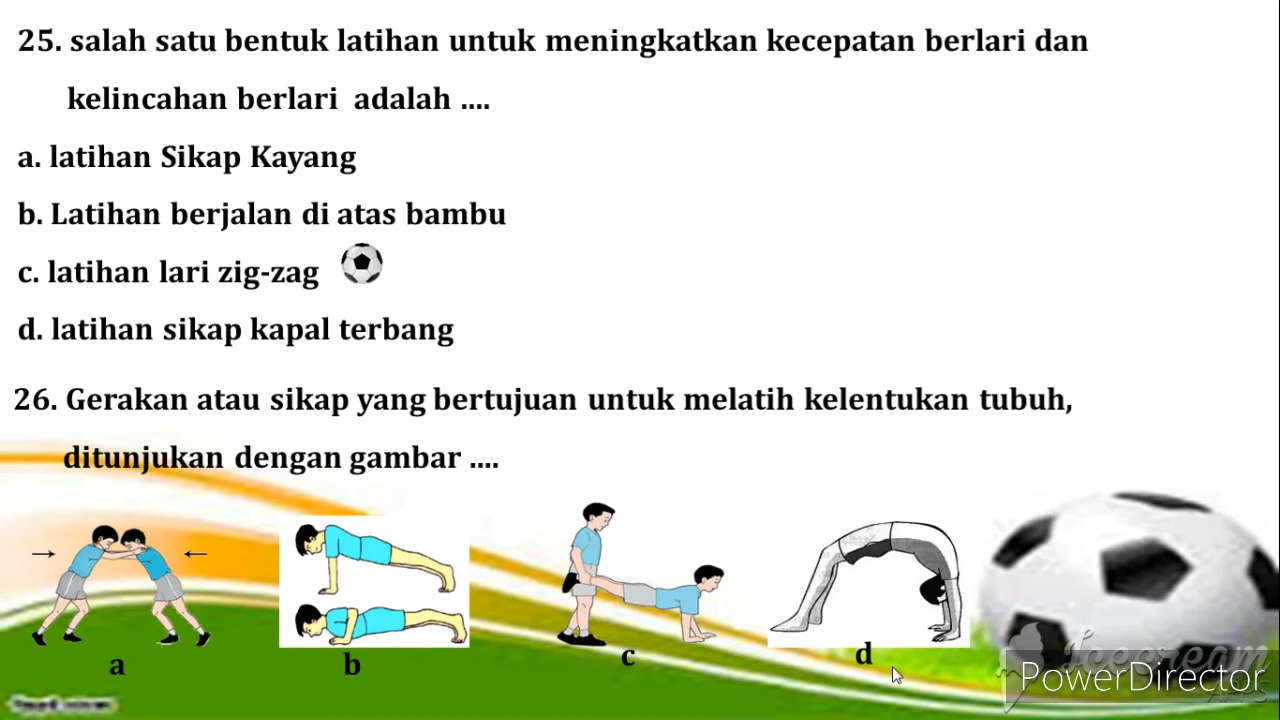 25. salah satu bentuk latihan untuk meningkatkan kecepatan berlari dan
kelincahan berlari adalah ....
a. latihan Sikap Kayang
b. Latihan berjalan di atas bambu
c. latihan lari zig-zag
d. latihan sikap kapal terbang
26. Gerakan atau sikap yang bertujuan untuk melatih kelentukan tubuh,
ditunjukan dengan gambar ....
a b c d
Icecream
APPS
PowerDirector